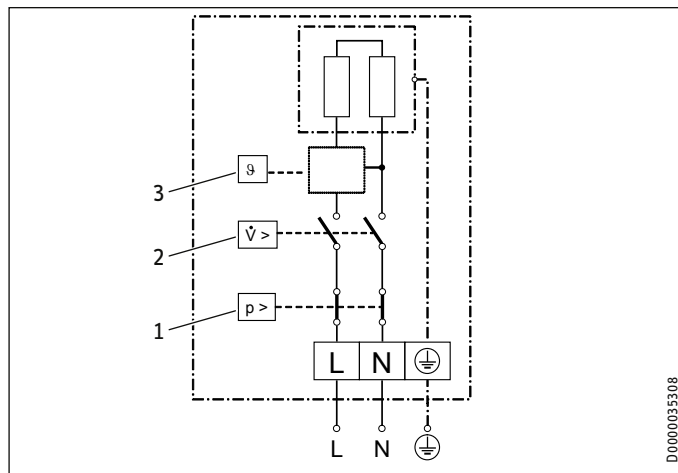 3 ϑ
2 V̇ >
1 p >
L N
L N
D0000035308